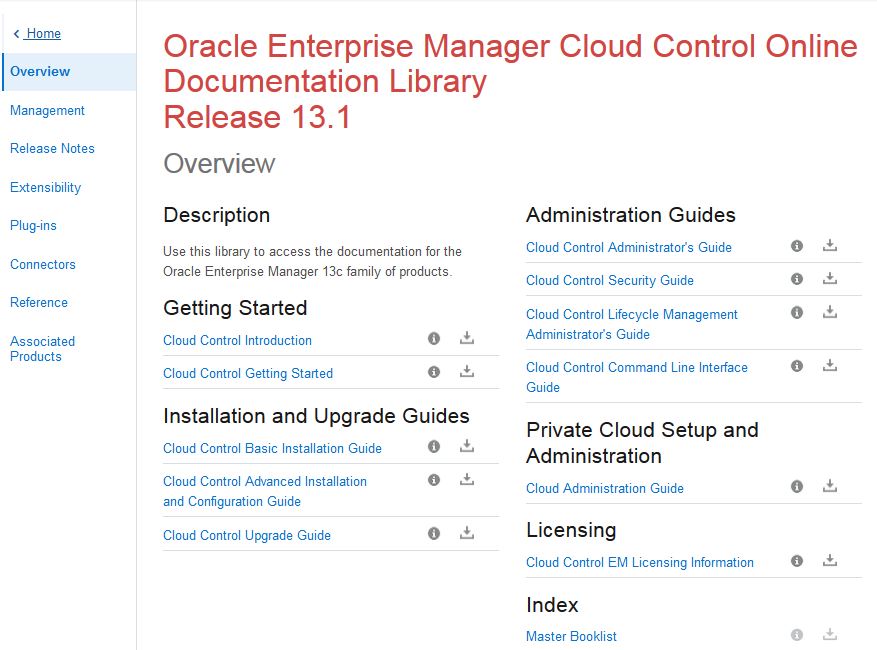 Home
Overview
Management
Release Notes
Extensibility
Plug-ins
Connectors
Reference
Associated
Products
Oracle Enterprise Manager Cloud Control Online
Documentation Library
Release 13.1
Overview
Description
Use this library to access the documentation for the
Oracle Enterprise Manager 13c family of products.
Getting Started
Cloud Control Introduction
Cloud Control Getting Started
Installation and Upgrade Guides
Cloud Control Basic Installation Guide
Cloud Control Advanced Installation
and Configuration Guide
Cloud Control Upgrade Guide
Administration Guides
Cloud Control Administrator's Guide
Cloud Control Security Guide
Cloud Control Lifecycle Management
Administrator's Guide
Cloud Control Command Line Interface
Guide
Private Cloud Setup and
Administration
Cloud Administration Guide
Licensing
Cloud Control EM Licensing Information
Index
Master Booklist